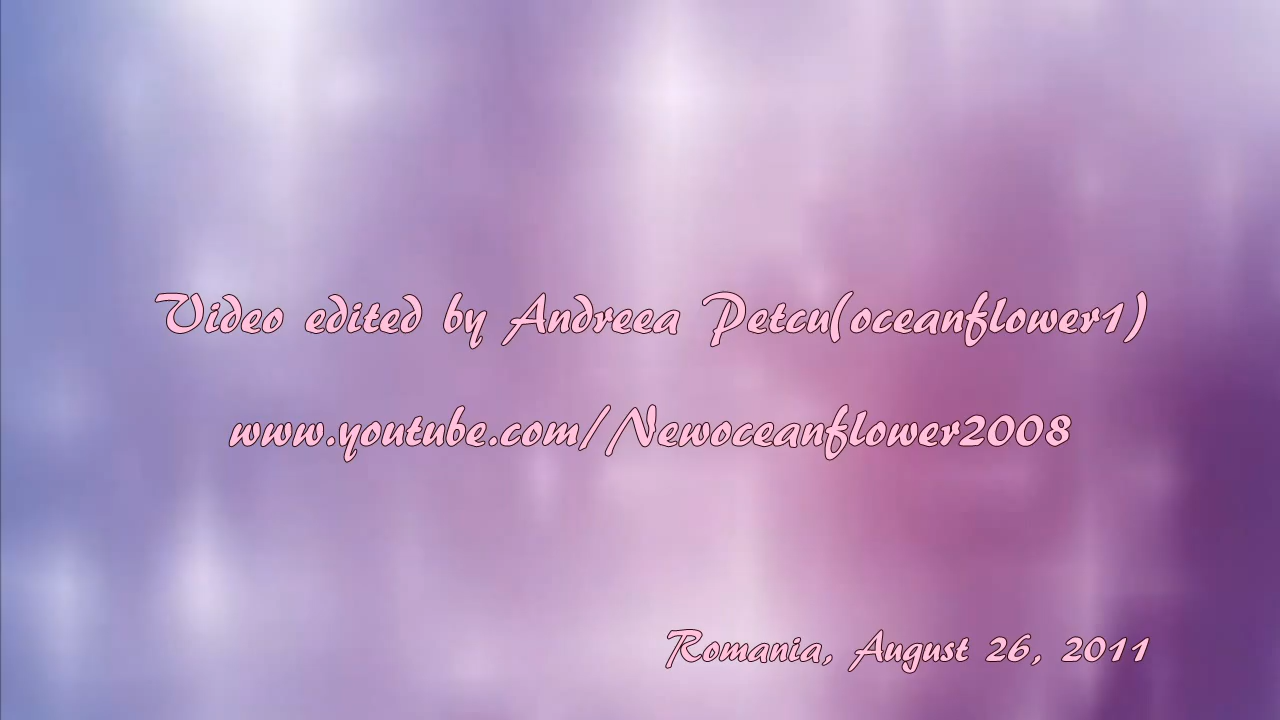 Video edited by Andreea Petcu(oceanflower1)
www.youtube.com/Newoceanflower2008
Romania, August 26, 2011